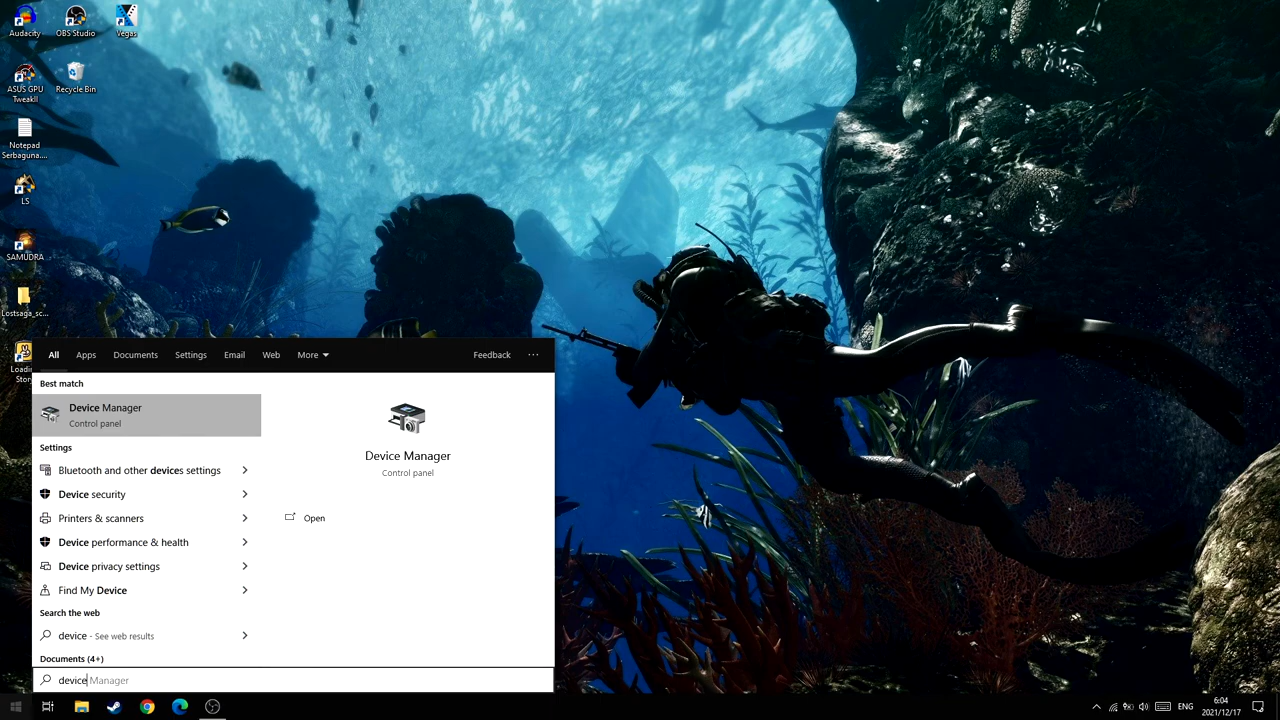 Audacity
OBS Studio
Vegas
ASUS GPU
TweakII
Recycle Bin
Notepad
Serbaguna....
LS
SAMUDRA
Lostsaga_sc...
Loadin
Story
All
Apps
Documents
Settings
Email
Web
More
Feedback
...
Best match
Device Manager
Control panel
Settings
Bluetooth and other devices settings
Device security
Printers & scanners
Device performance & health
Device privacy settings
Find My Device
Search the web
device - See web results
Documents (4+)
device Manager
Device Manager
Control panel
Open
ENG
6:04
2021/12/17